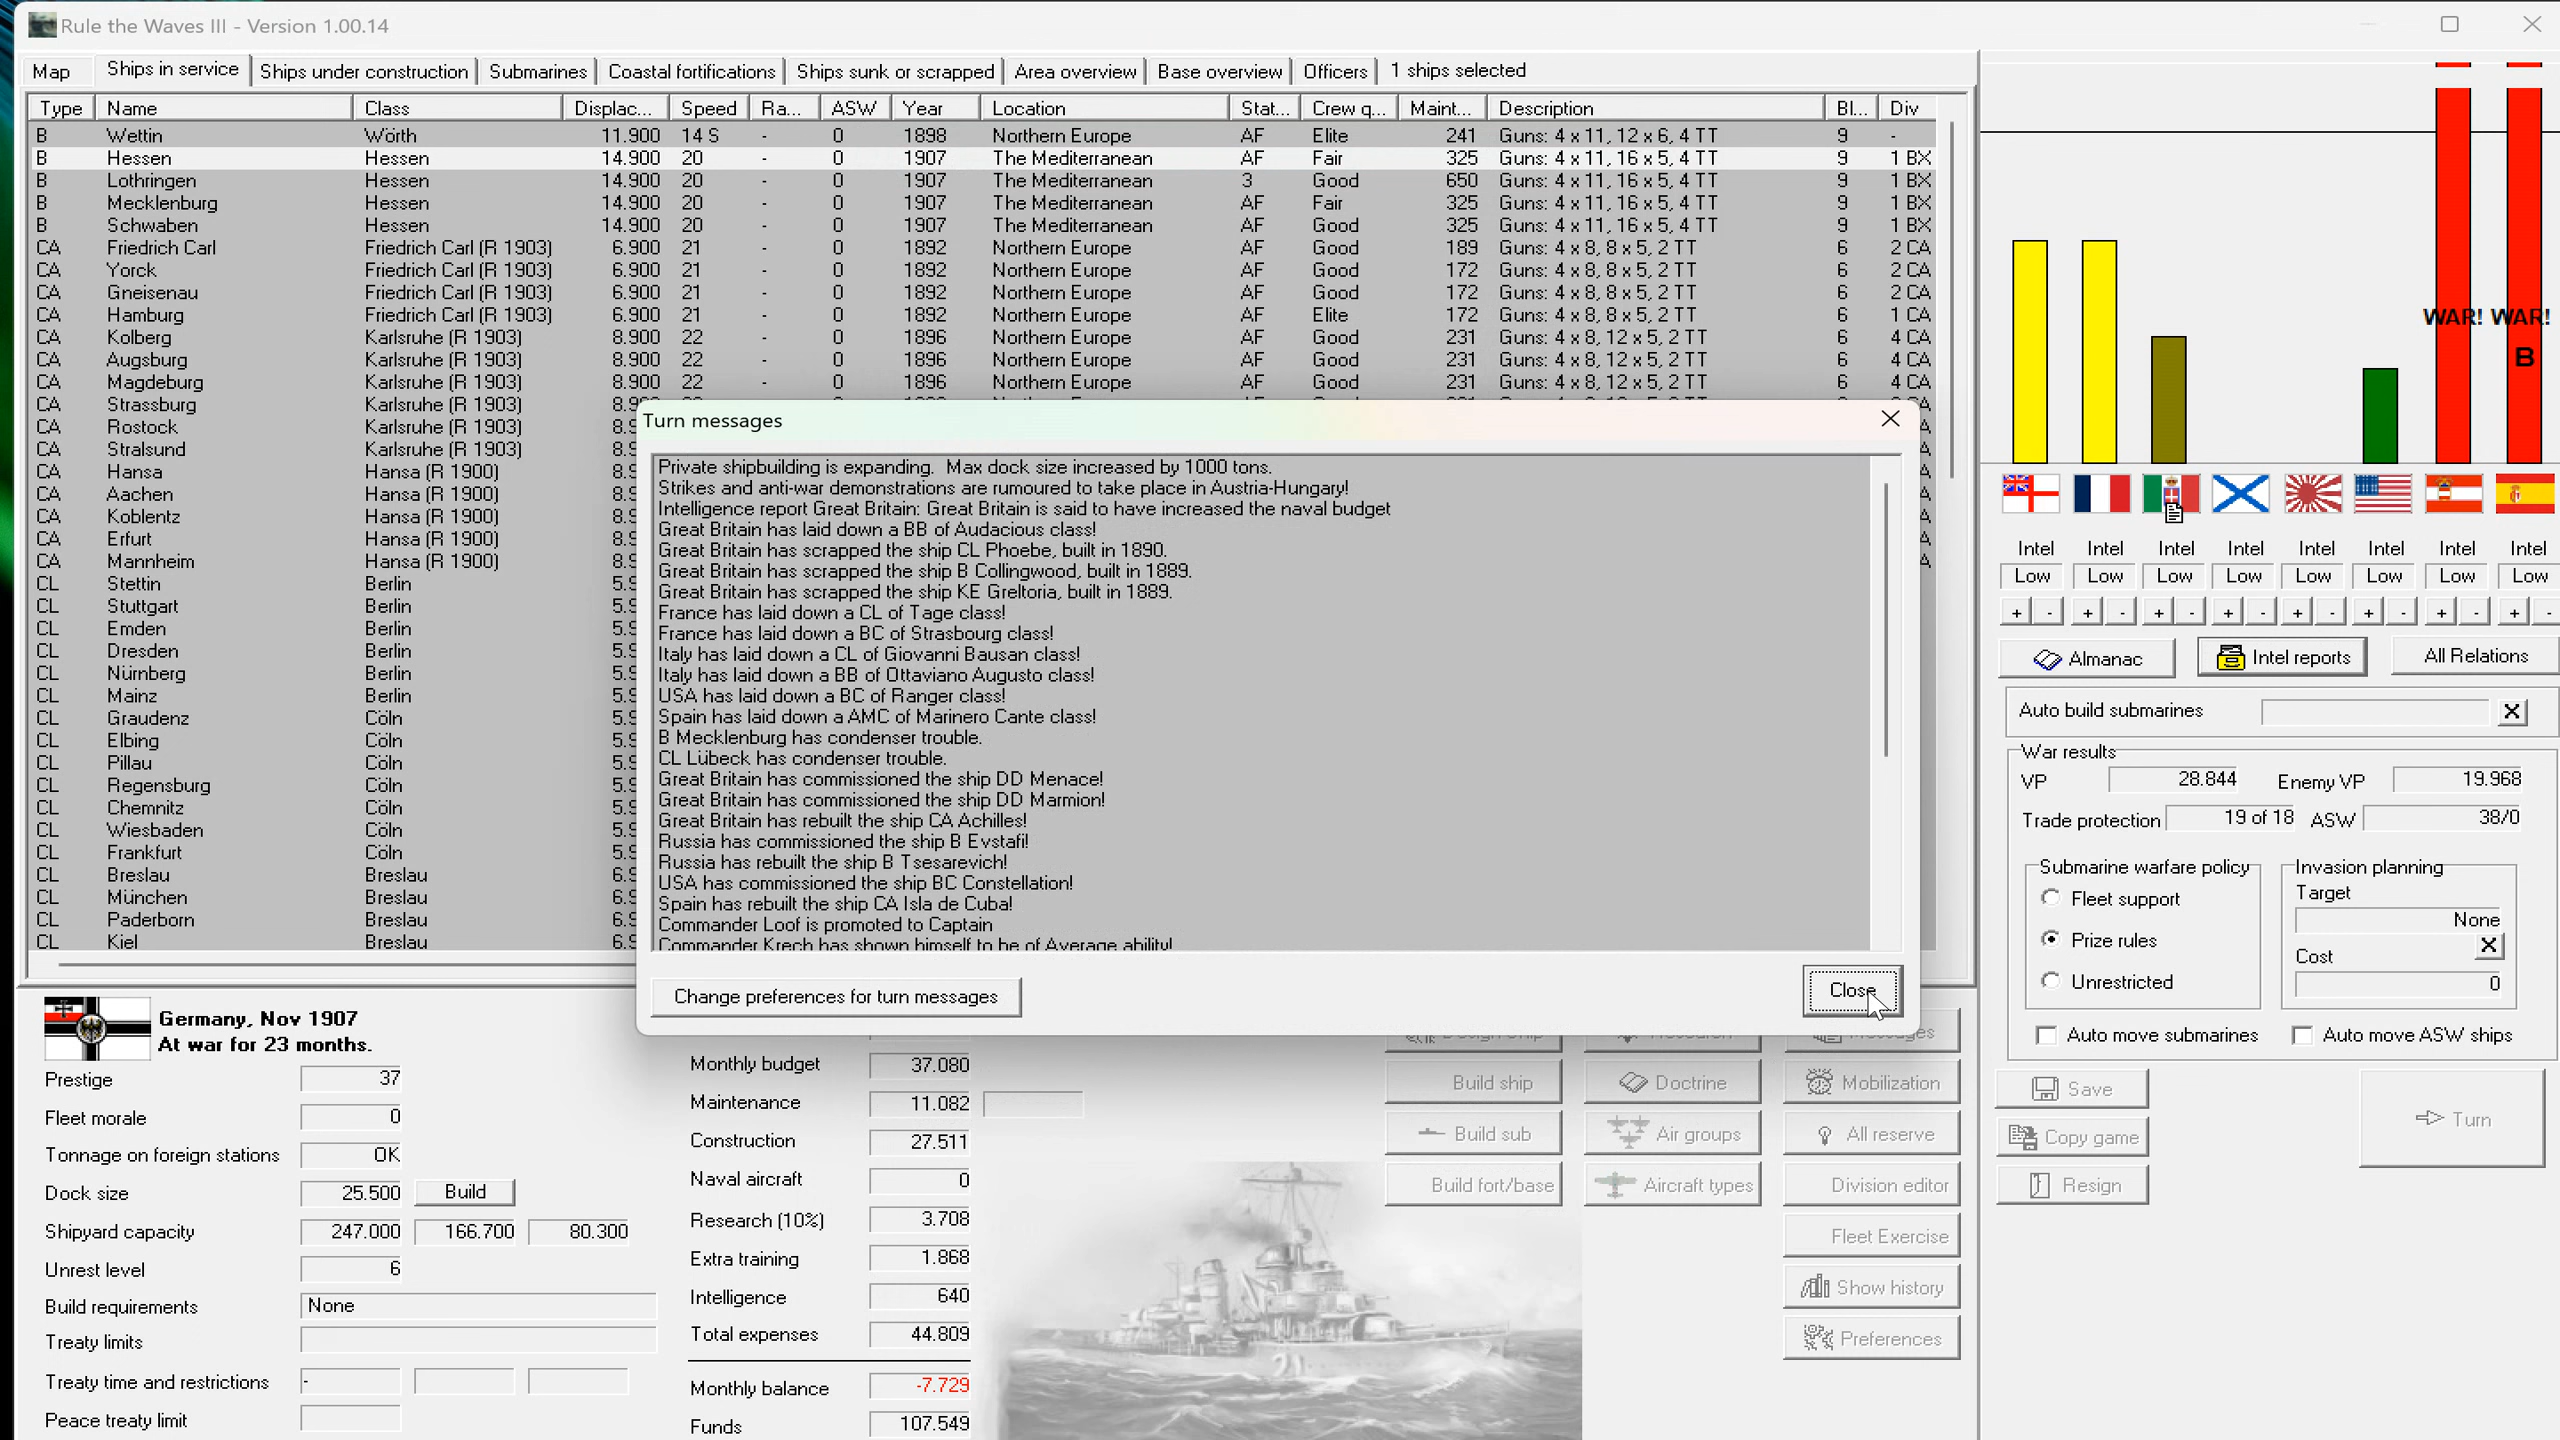 Rule the Waves III - Version 1.00.14
Map Ships in service Ships under construction Submarines Coastal fortifications Ships sunk or scrapped Area overview Base overview Officers 1 ships selected
Type Name Class Displac... Speed Ra... ASW Year Location Stat... Crew q... Maint... Description Bl... Div
B Wettin Wörth 11.900 14 S - 0 1898 Northern Europe AF Elite 241 Guns: 4 x 11, 12 x 6, 4 TT 9 -
B Hessen Hessen 14.900 20 - 0 1907 The Mediterranean AF Fair 325 Guns: 4 x 11, 16 x 5, 4 TT 9 1 BX
B Lothringen Hessen 14.900 20 - 0 1907 The Mediterranean 3 Good 650 Guns: 4 x 11, 16 x 5, 4 TT 9 1 BX
B Mecklenburg Hessen 14.900 20 - 0 1907 The Mediterranean AF Fair 325 Guns: 4 x 11, 16 x 5, 4 TT 9 1 BX
B Schwaben Hessen 14.900 20 - 0 1907 The Mediterranean AF Good 325 Guns: 4 x 11, 16 x 5, 4 TT 9 1 BX
CA Friedrich Carl Friedrich Carl (R 1903) 6.900 21 - 0 1892 Northern Europe AF Good 189 Guns: 4 x 8, 8 x 5, 2 TT 6 2 CA
CA Yorck Friedrich Carl (R 1903) 6.900 21 - 0 1892 Northern Europe AF Good 172 Guns: 4 x 8, 8 x 5, 2 TT 6 2 CA
CA Gneisenau Friedrich Carl (R 1903) 6.900 21 - 0 1892 Northern Europe AF Good 172 Guns: 4 x 8, 8 x 5, 2 TT 6 2 CA
CA Hamburg Friedrich Carl (R 1903) 6.900 21 - 0 1892 Northern Europe AF Elite 172 Guns: 4 x 8, 8 x 5, 2 TT 6 1 CA
CA Kolberg Karlsruhe (R 1903) 8.900 22 - 0 1896 Northern Europe AF Good 231 Guns: 4 x 8, 12 x 5, 2 TT 6 4 CA
CA Augsburg Karlsruhe (R 1903) 8.900 22 - 0 1896 Northern Europe AF Good 231 Guns: 4 x 8, 12 x 5, 2 TT 6 4 CA
CA Magdeburg Karlsruhe (R 1903) 8.900 22 - 0 1896 Northern Europe AF Good 231 Guns: 4 x 8, 12 x 5, 2 TT 6 4 CA
CA Strassburg Karlsruhe (R 1903)
CA Rostock Karlsruhe (R 1903)
CA Stralsund Karlsruhe (R 1903)
CA Hansa Hansa (R 1900)
CA Aachen Hansa (R 1900)
CA Koblentz Hansa (R 1900)
CA Erfurt Hansa (R 1900)
CA Mannheim Hansa (R 1900)
CL Stettin Berlin
CL Stuttgart Berlin
CL Emden Berlin
CL Dresden Berlin
CL Nürnberg Berlin
CL Mainz Berlin
CL Graudenz Cöln
CL Elbing Cöln
CL Pillau Cöln
CL Regensburg Cöln
CL Chemnitz Cöln
CL Wiesbaden Cöln
CL Frankfurt Cöln
CL Breslau Breslau
CL München Breslau
CL Paderborn Breslau
CL Kiel Breslau
Turn messages
Private shipbuilding is expanding. Max dock size increased by 1000 tons.
Strikes and anti-war demonstrations are rumoured to take place in Austria-Hungary!
Intelligence report Great Britain: Great Britain is said to have increased the naval budget
Great Britain has laid down a BB of Audacious class!
Great Britain has scrapped the ship CL Phoebe, built in 1890.
Great Britain has scrapped the ship B Collingwood, built in 1889.
Great Britain has scrapped the ship KE Greltoria, built in 1889.
France has laid down a CL of Tage class!
France has laid down a BC of Strasbourg class!
Italy has laid down a CL of Giovanni Bausan class!
Italy has laid down a BB of Ottaviano Augusto class!
USA has laid down a BC of Ranger class!
Spain has laid down a AMC of Marinero Cante class!
B Mecklenburg has condenser trouble.
CL Lübeck has condenser trouble.
Great Britain has commissioned the ship DD Menace!
Great Britain has commissioned the ship DD Marmion!
Great Britain has rebuilt the ship CA Achilles!
Russia has commissioned the ship B Evstafi!
Russia has rebuilt the ship B Tsesarevich!
USA has commissioned the ship BC Constellation!
Spain has rebuilt the ship CA Isla de Cuba!
Commander Loof is promoted to Captain
Commander Krech has shown himself to be of Average ability!
Change preferences for turn messages Close
WAR! WAR!
B
Intel Intel Intel Intel Intel Intel Intel Intel
Low Low Low Low Low Low Low Low
+ - + - + - + - + - + - + - + -
Almanac Intel reports All Relations
Auto build submarines X
War results
VP 28.844 Enemy VP 19.968
Trade protection 19 of 18 ASW 38/0
Submarine warfare policy Invasion planning
Fleet support Target
None
Prize rules X
Cost
Unrestricted 0
Auto move submarines Auto move ASW ships
Save
Copy game Turn
Resign
Germany, Nov 1907
At war for 23 months.
Prestige 37
Fleet morale 0
Tonnage on foreign stations OK
Dock size 25.500 Build
Shipyard capacity 247.000 166.700 80.300
Unrest level 6
Build requirements None
Treaty limits
Treaty time and restrictions -
Peace treaty limit
Monthly budget 37.080
Maintenance 11.082
Construction 27.511
Naval aircraft 0
Research (10%) 3.708
Extra training 1.868
Intelligence 640
Total expenses 44.809
Monthly balance -7.729
Funds 107.549
Build ship Doctrine Mobilization
Build sub Air groups All reserve
Build fort/base Aircraft types Division editor
Fleet Exercise
Show history
Preferences